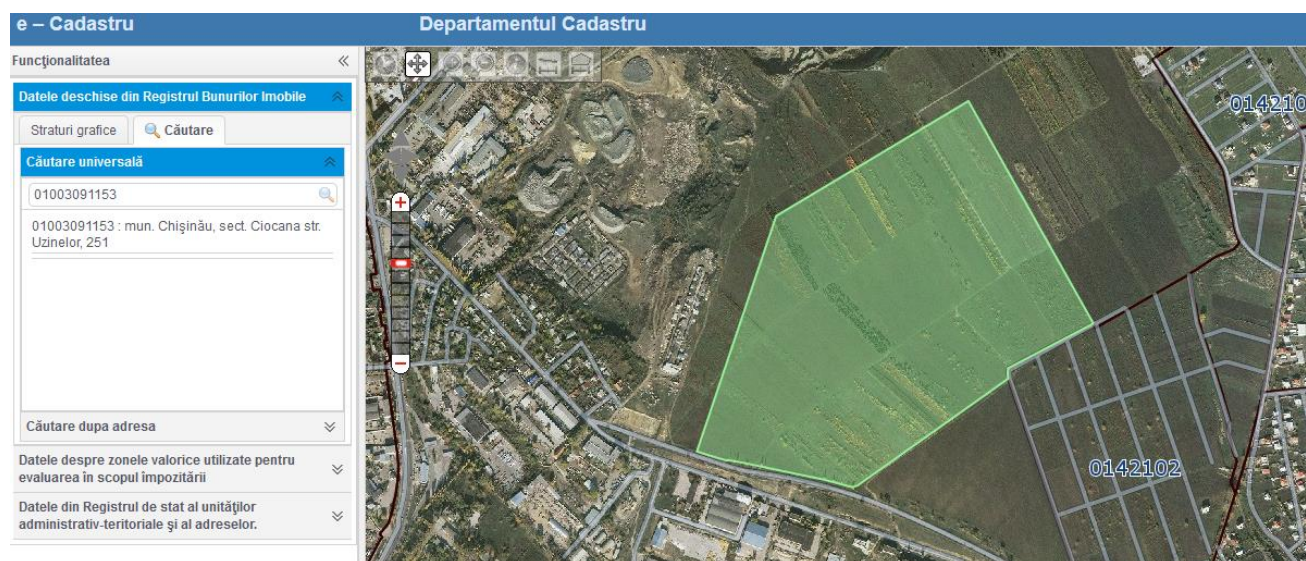 e – Cadastru
Departamentul Cadastru
Funcţionalitatea
Datele deschise din Registrul Bunurilor Imobile
Straturi grafice
Căutare
Căutare universală
01003091153
01003091153 : mun. Chişinău, sect. Ciocana str.
Uzinelor, 251
Căutare dupa adresa
Datele despre zonele valorice utilizate pentru
evaluarea în scopul impozitării
Datele din Registrul de stat al unităţilor
administrativ-teritoriale şi al adreselor.
014210
0142102